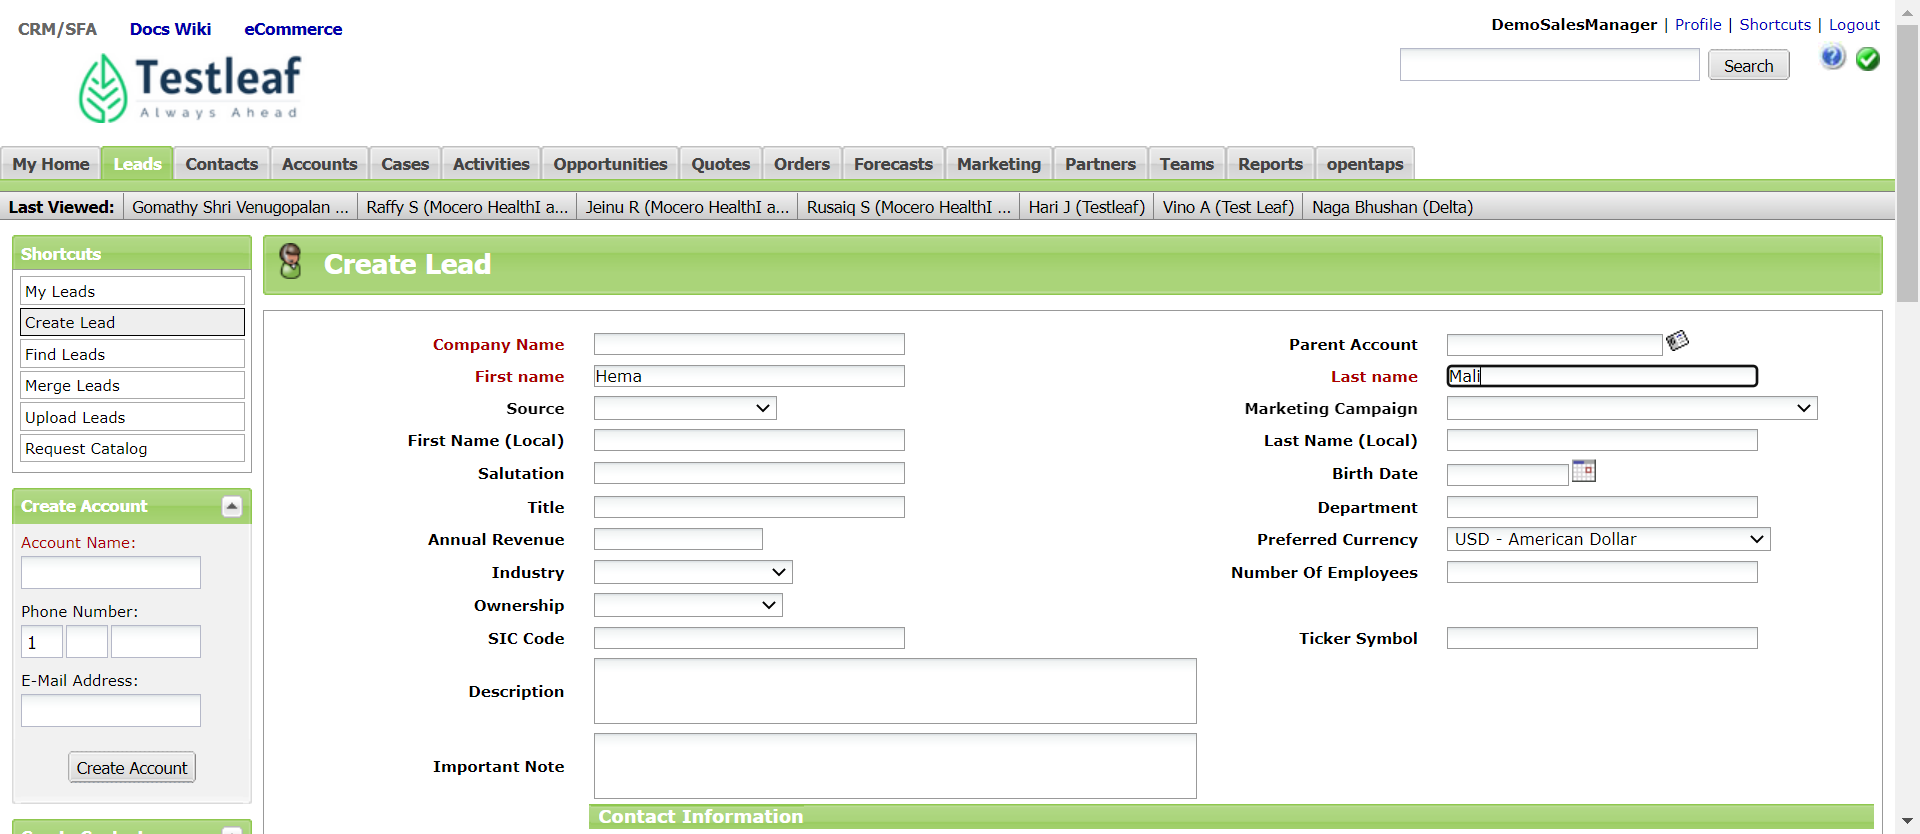 CRM/SFA Docs Wiki eCommerce
DemoSalesManager | Profile | Shortcuts | Logout
Testleaf
Always Ahead
Search
My Home Leads Contacts Accounts Cases Activities Opportunities Quotes Orders Forecasts Marketing Partners Teams Reports opentaps
Last Viewed: Gomathy Shri Venugopalan ... Raffy S (Mocero HealthI a... Jeinu R (Mocero HealthI a... Rusaiq S (Mocero HealthI ... Hari J (Testleaf) Vino A (Test Leaf) Naga Bhushan (Delta)
Shortcuts
My Leads
Create Lead
Find Leads
Merge Leads
Upload Leads
Request Catalog
Create Account
Account Name:
Phone Number:
1
E-Mail Address:
Create Account
Create Lead
Company Name Parent Account
First name Hema Last name Mali
Source Marketing Campaign
First Name (Local) Last Name (Local)
Salutation Birth Date
Title Department
Annual Revenue Preferred Currency USD - American Dollar
Industry Number Of Employees
Ownership
SIC Code Ticker Symbol
Description
Important Note
Contact Information